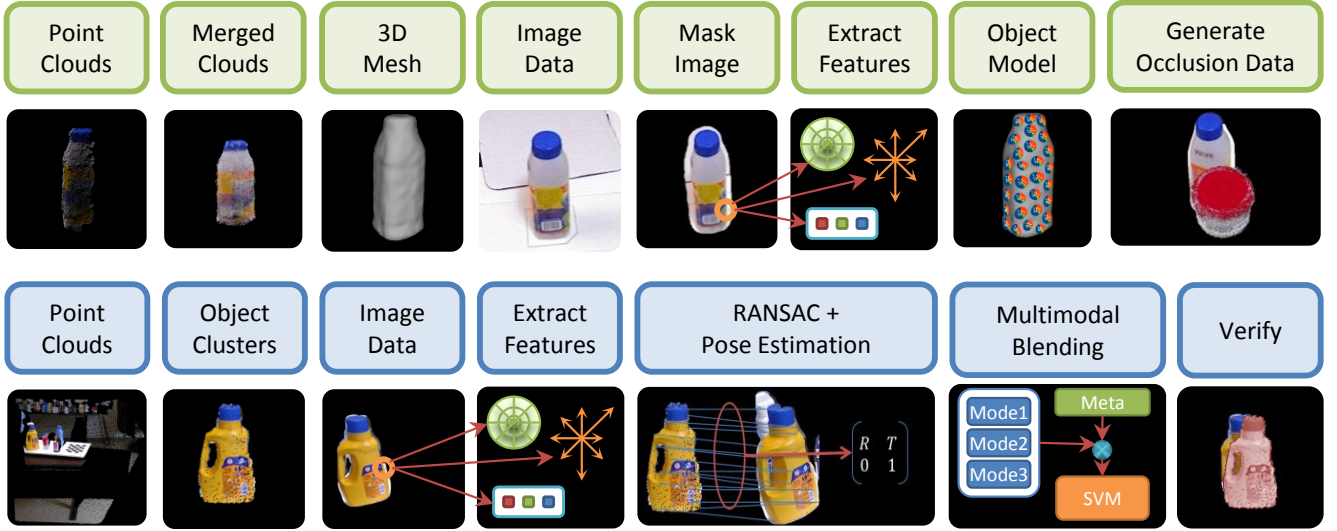 Point
Clouds
Merged
Clouds
3D
Mesh
Image
Data
Mask
Image
Extract
Features
Object
Model
Generate
Occlusion Data
Point
Clouds
Object
Clusters
Image
Data
Extract
Features
RANSAC +
Pose Estimation
Multimodal
Blending
Verify
R T
0 1
Mode1
Mode2
Mode3
Meta
SVM